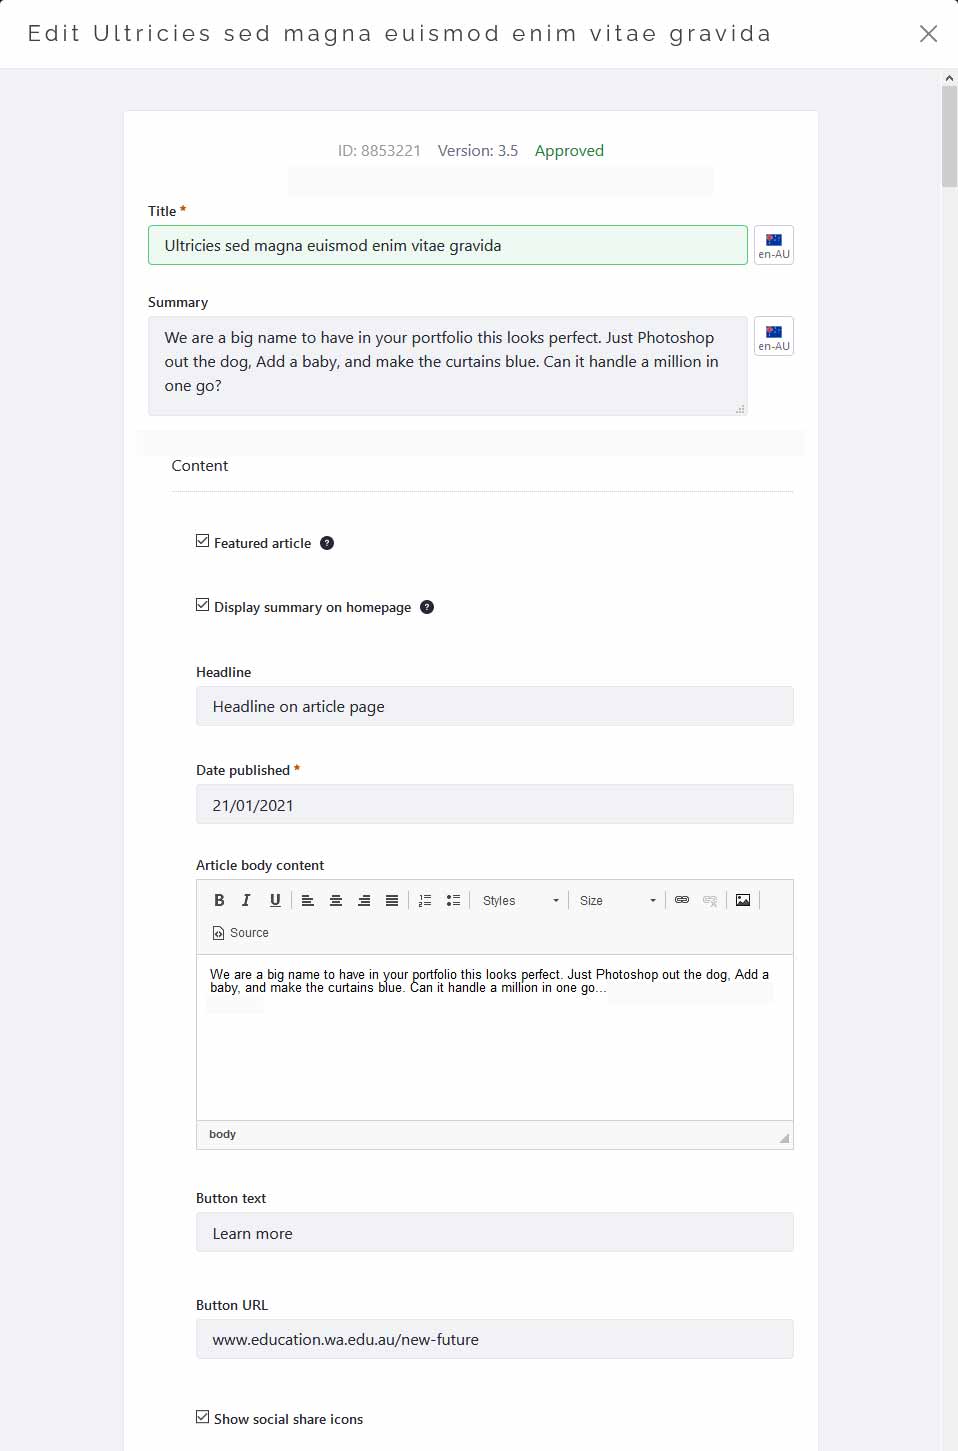 Edit Ultricies sed magna euismod enim vitae gravida
ID: 8853221 Version: 3.5 Approved
Title *
Ultricies sed magna euismod enim vitae gravida
en-AU
Summary
We are a big name to have in your portfolio this looks perfect. Just Photoshop
out the dog, Add a baby, and make the curtains blue. Can it handle a million in
one go?
en-AU
Content
Featured article ?
Display summary on homepage ?
Headline
Headline on article page
Date published *
21/01/2021
Article body content
B I U Styles Size
Source
We are a big name to have in your portfolio this looks perfect. Just Photoshop out the dog, Add a
baby, and make the curtains blue. Can it handle a million in one go...
body
Button text
Learn more
Button URL
www.education.wa.edu.au/new-future
Show social share icons